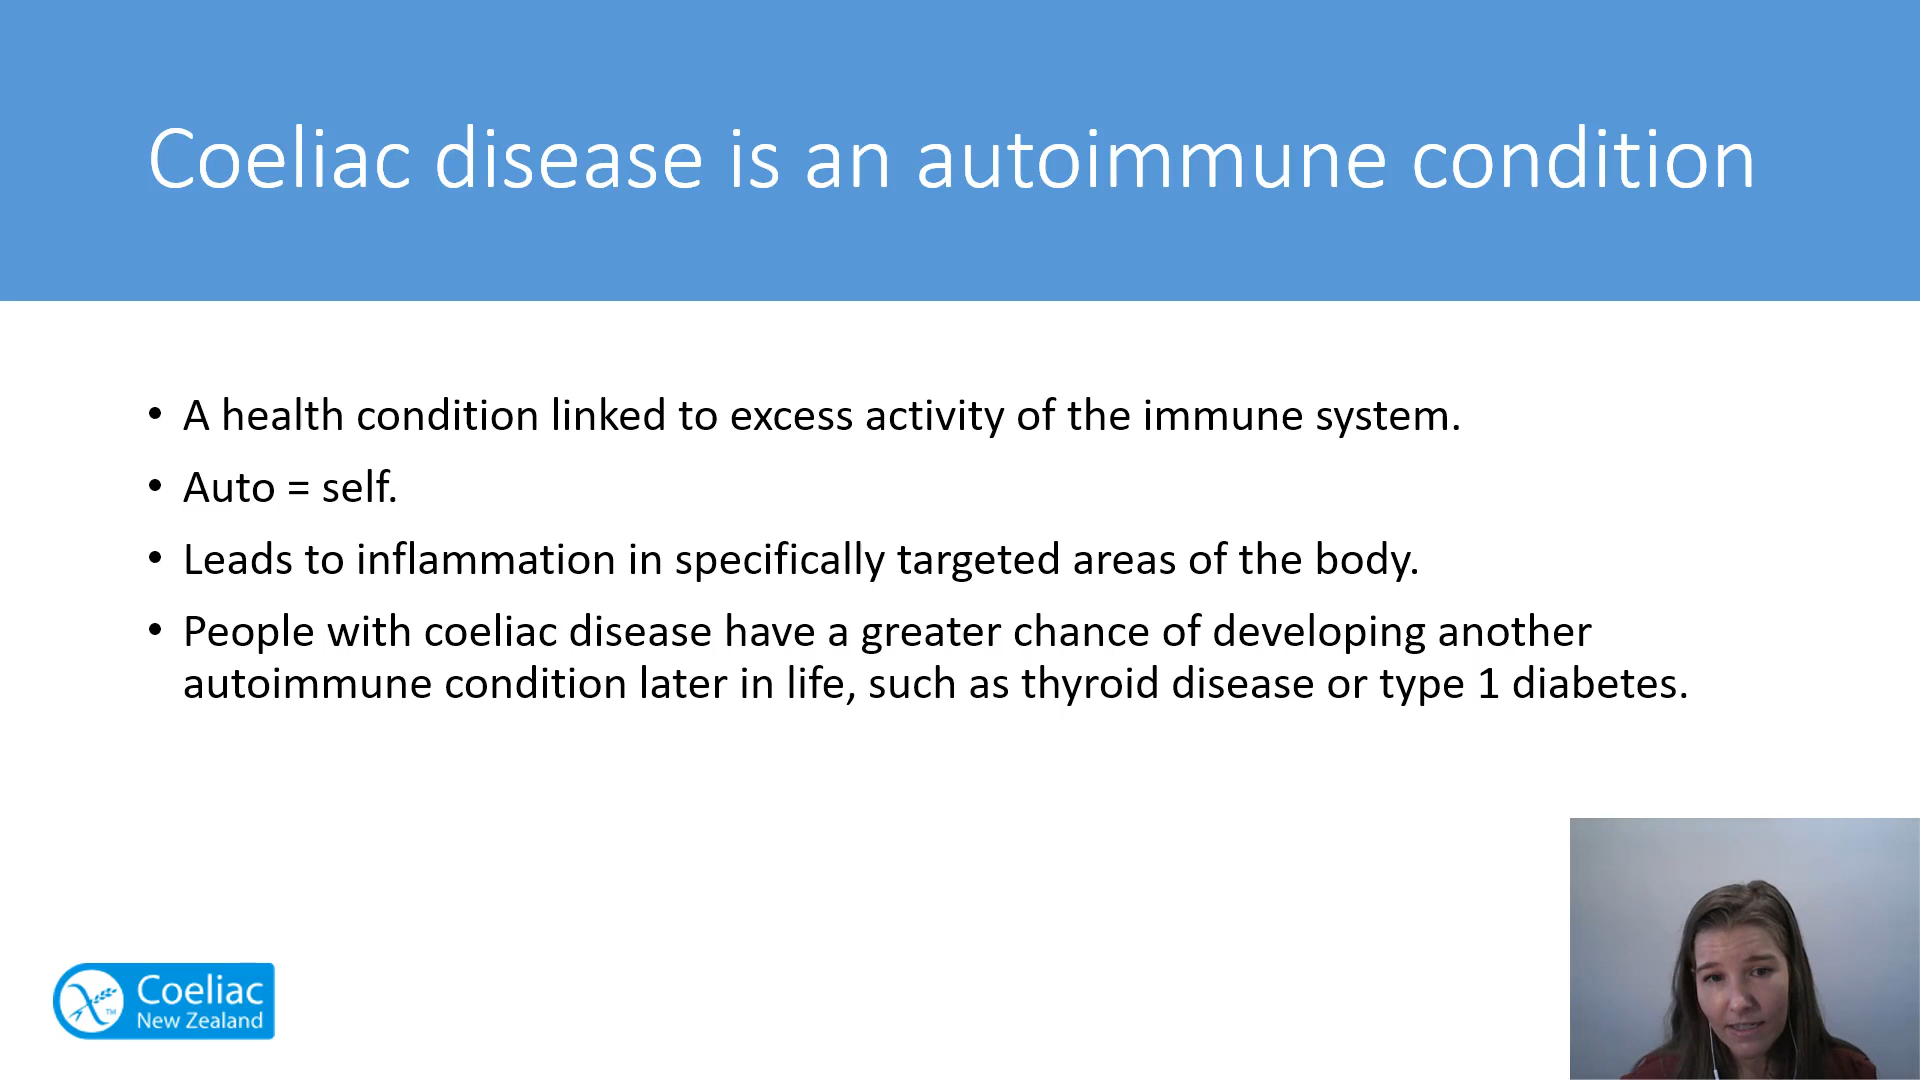 Coeliac disease is an autoimmune condition
• A health condition linked to excess activity of the immune system.
• Auto = self.
• Leads to inflammation in specifically targeted areas of the body.
• People with coeliac disease have a greater chance of developing another
autoimmune condition later in life, such as thyroid disease or type 1 diabetes.
Coeliac
New Zealand
TM